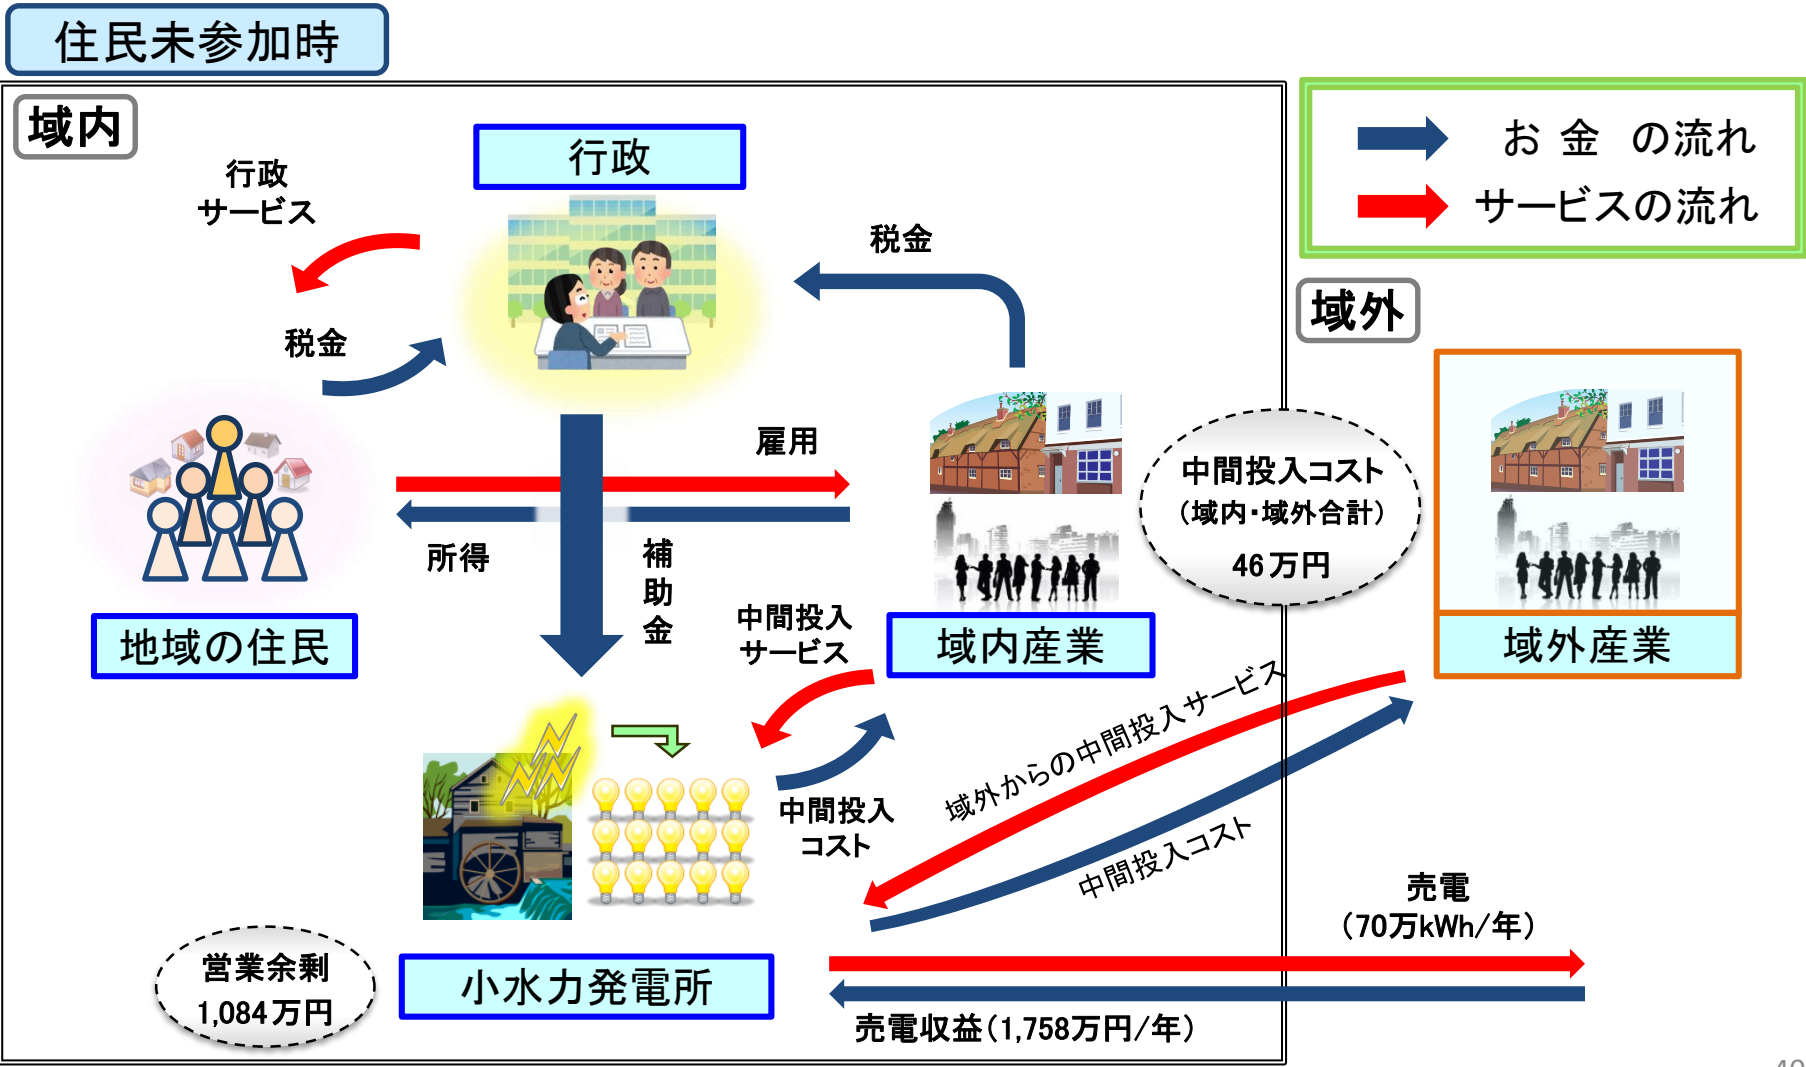 住民未参加時
域内
行政
行政
サービス
税金
税金
お 金 の流れ
サービスの流れ
域外
雇用
所得
補
助
金
中間投入コスト
（域内・域外合計）
46万円
地域の住民
中間投入
サービス
域内産業
域外産業
域外からの中間投入サービス
中間投入コスト
中間投入
コスト
売電
（70万kWh/年）
営業余剰
1,084万円
小水力発電所
売電収益（1,758万円/年）